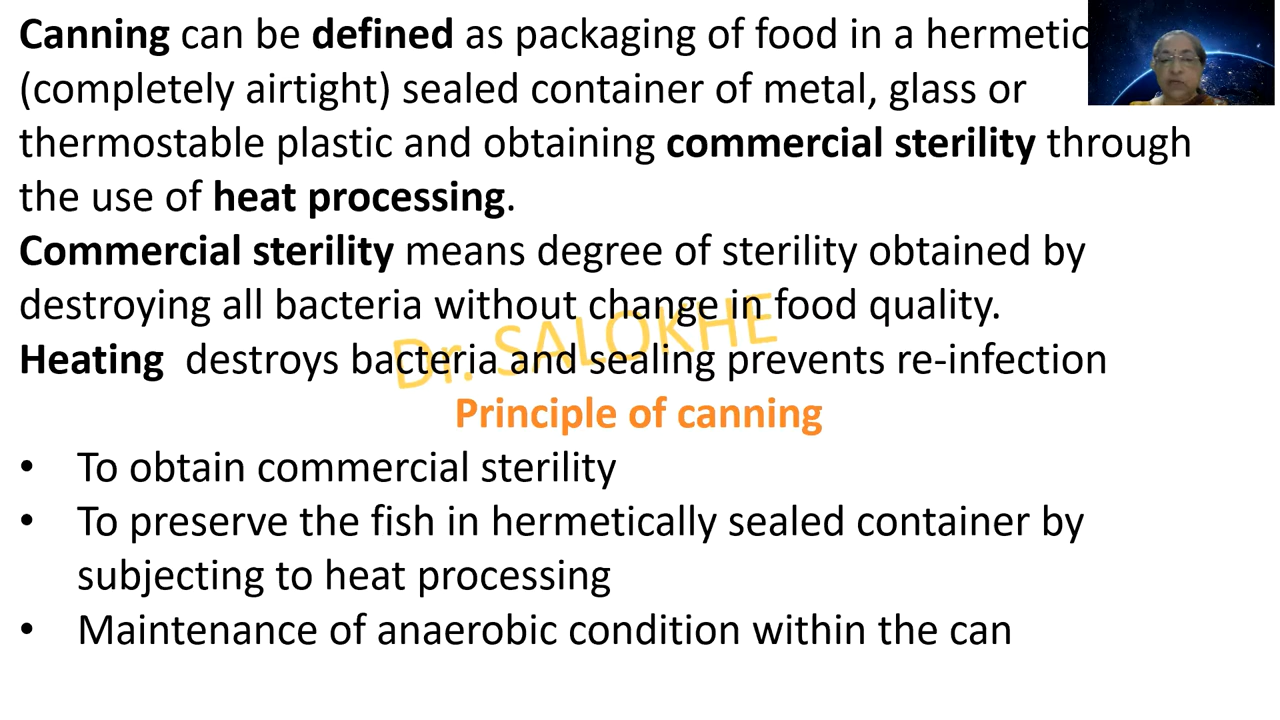 Canning can be defined as packaging of food in a hermetic
(completely airtight) sealed container of metal, glass or
thermostable plastic and obtaining commercial sterility through
the use of heat processing.
Commercial sterility means degree of sterility obtained by
destroying all bacteria without change in food quality.
Dr. SALOKHE
Heating destroys bacteria and sealing prevents re-infection
Principle of canning
• To obtain commercial sterility
• To preserve the fish in hermetically sealed container by
subjecting to heat processing
• Maintenance of anaerobic condition within the can